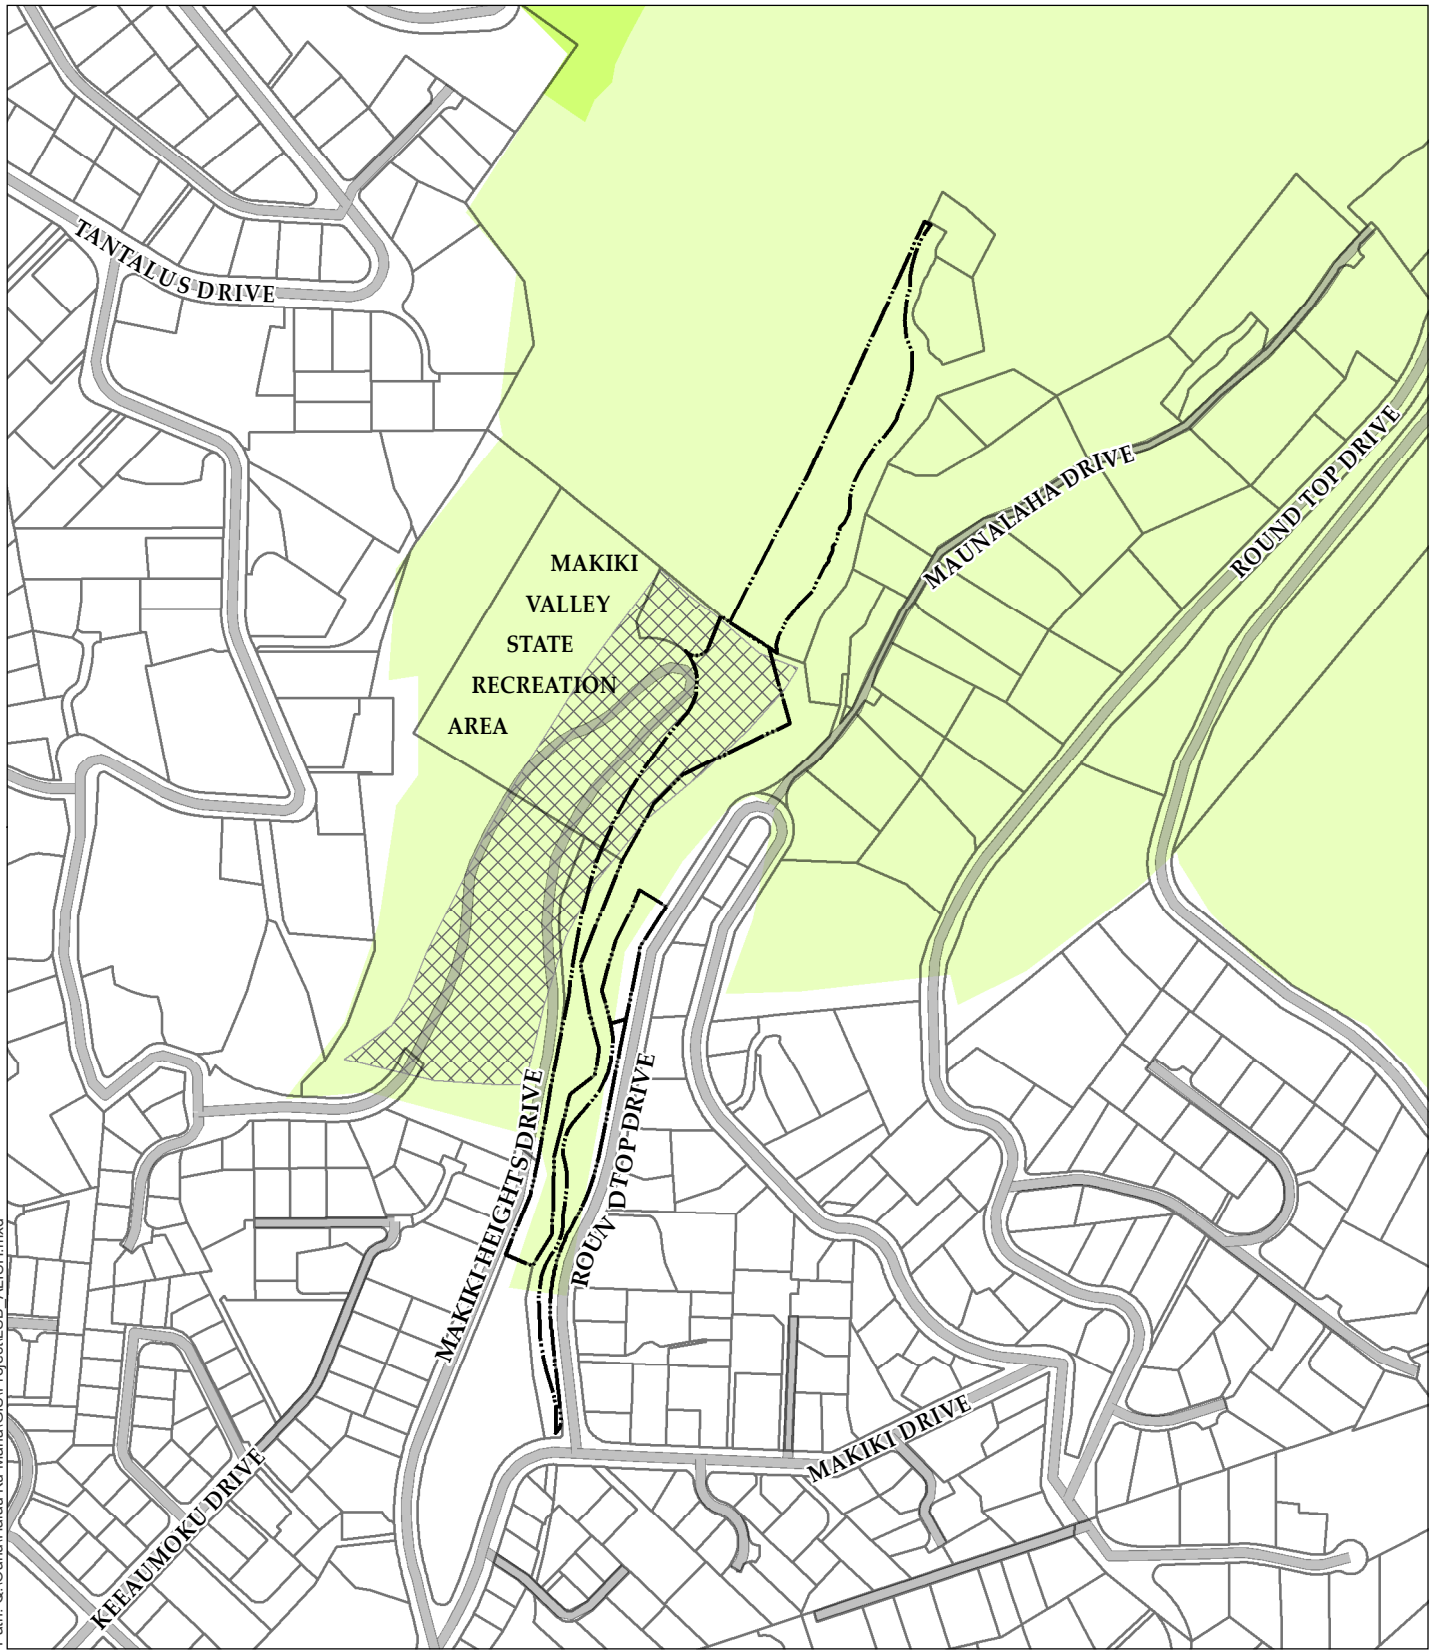 TANTALUS DRIVE
MAKIKI
VALLEY
STATE
RECREATION
AREA
MAUNALAHA DRIVE
ROUND TOP DRIVE
MAKIKI HEIGHTS DRIVE
ROUN D TOP DRIVE
MAKIKI DRIVE
KEEAUMOKU DRIVE